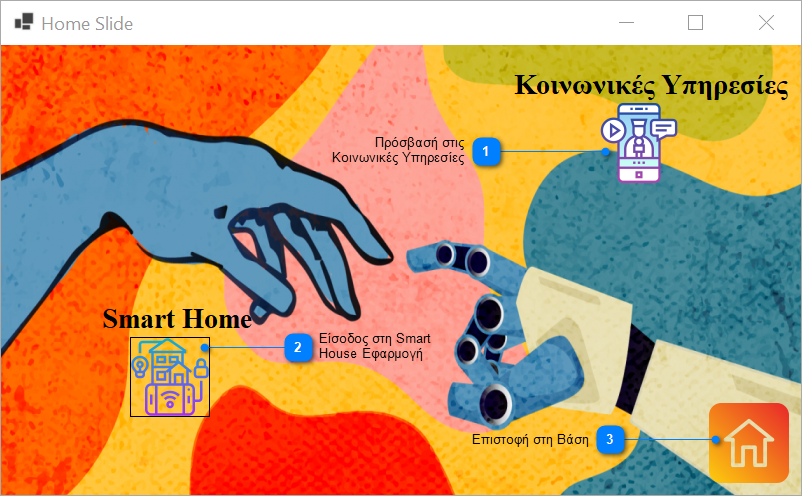 Home Slide
Κοινωνικές Υπηρεσίες
Πρόσβασή στις
Κοινωνικές Υπηρεσίες
1
Smart Home
2
Είσοδος στη Smart
House Εφαρμογή
Επιστοφή στη Βάση
3